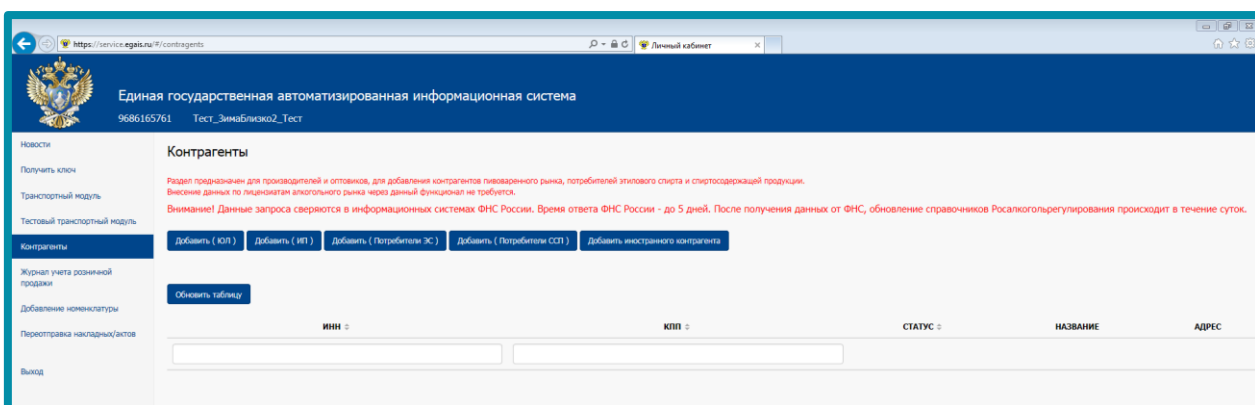 https://service.egais.ru/#/contragents
Личный кабинет
Единая государственная автоматизированная информационная система
9686165761 Тест_ЗимаБлизко2_Тест
Новости
Получить ключ
Транспортный модуль
Тестовый транспортный модуль
Контрагенты
Журнал учета розничной
продажи
Добавление номенклатуры
Переотправка накладных/актов
Выход
Контрагенты
Раздел предназначен для производителей и оптовиков, для добавления контрагентов пивоваренного рынка, потребителей этилового спирта и спиртосодержащей продукции.
Внесение данных по лицензиатам алкогольного рынка через данный функционал не требуется.
Внимание! Данные запроса сверяются в информационных системах ФНС России. Время ответа ФНС России - до 5 дней. После получения данных от ФНС, обновление справочников Росалкогольрегулирования происходит в течение суток.
Добавить ( ЮЛ ) Добавить ( ИП ) Добавить ( Потребители ЭС ) Добавить ( Потребители ССП ) Добавить иностранного контрагента
Обновить таблицу
ИНН КПП СТАТУС НАЗВАНИЕ АДРЕС